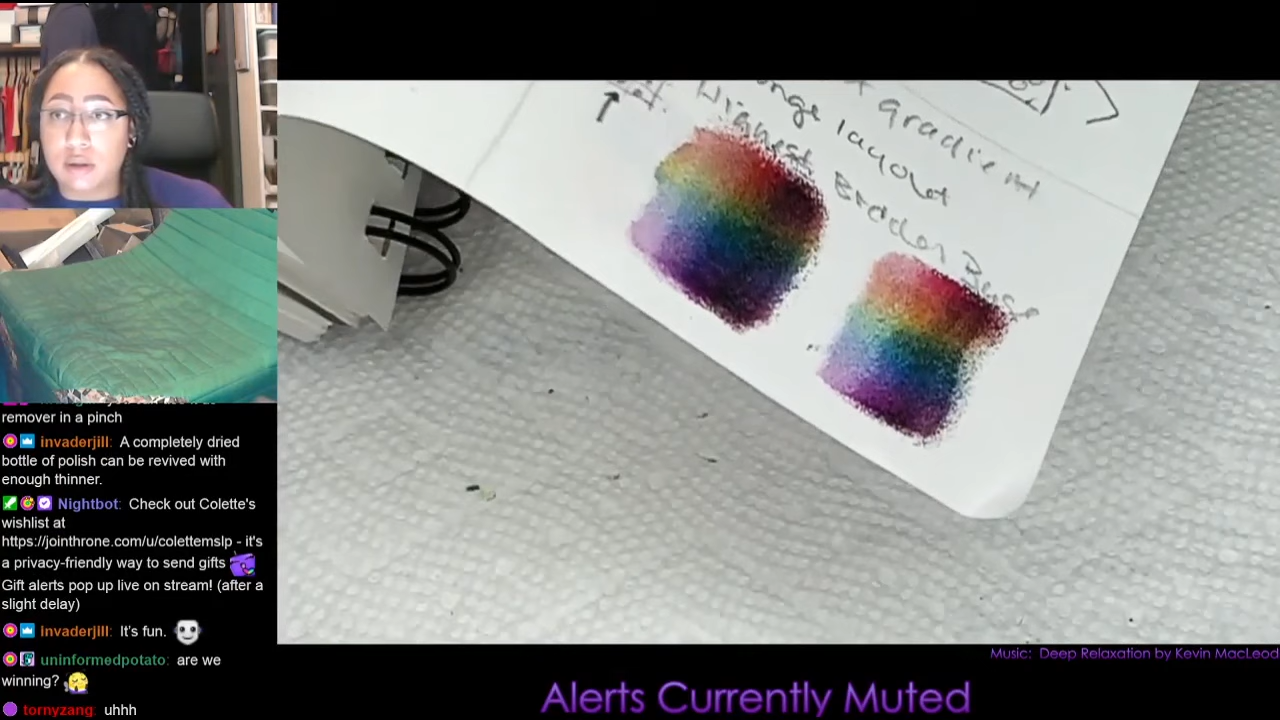 remover in a pinch
invaderjill: A completely dried
bottle of polish can be revived with
enough thinner.
Nightbot: Check out Colette's
wishlist at
https://jointhrone.com/u/colettemslp - it's
a privacy-friendly way to send gifts
Gift alerts pop up live on stream! (after a
slight delay)
invaderjill: It's fun.
uninformedpotato: are we
winning?
tornyzang: uhhh
gradient
layout
Music: Deep Relaxation by Kevin MacLeod
Alerts Currently Muted